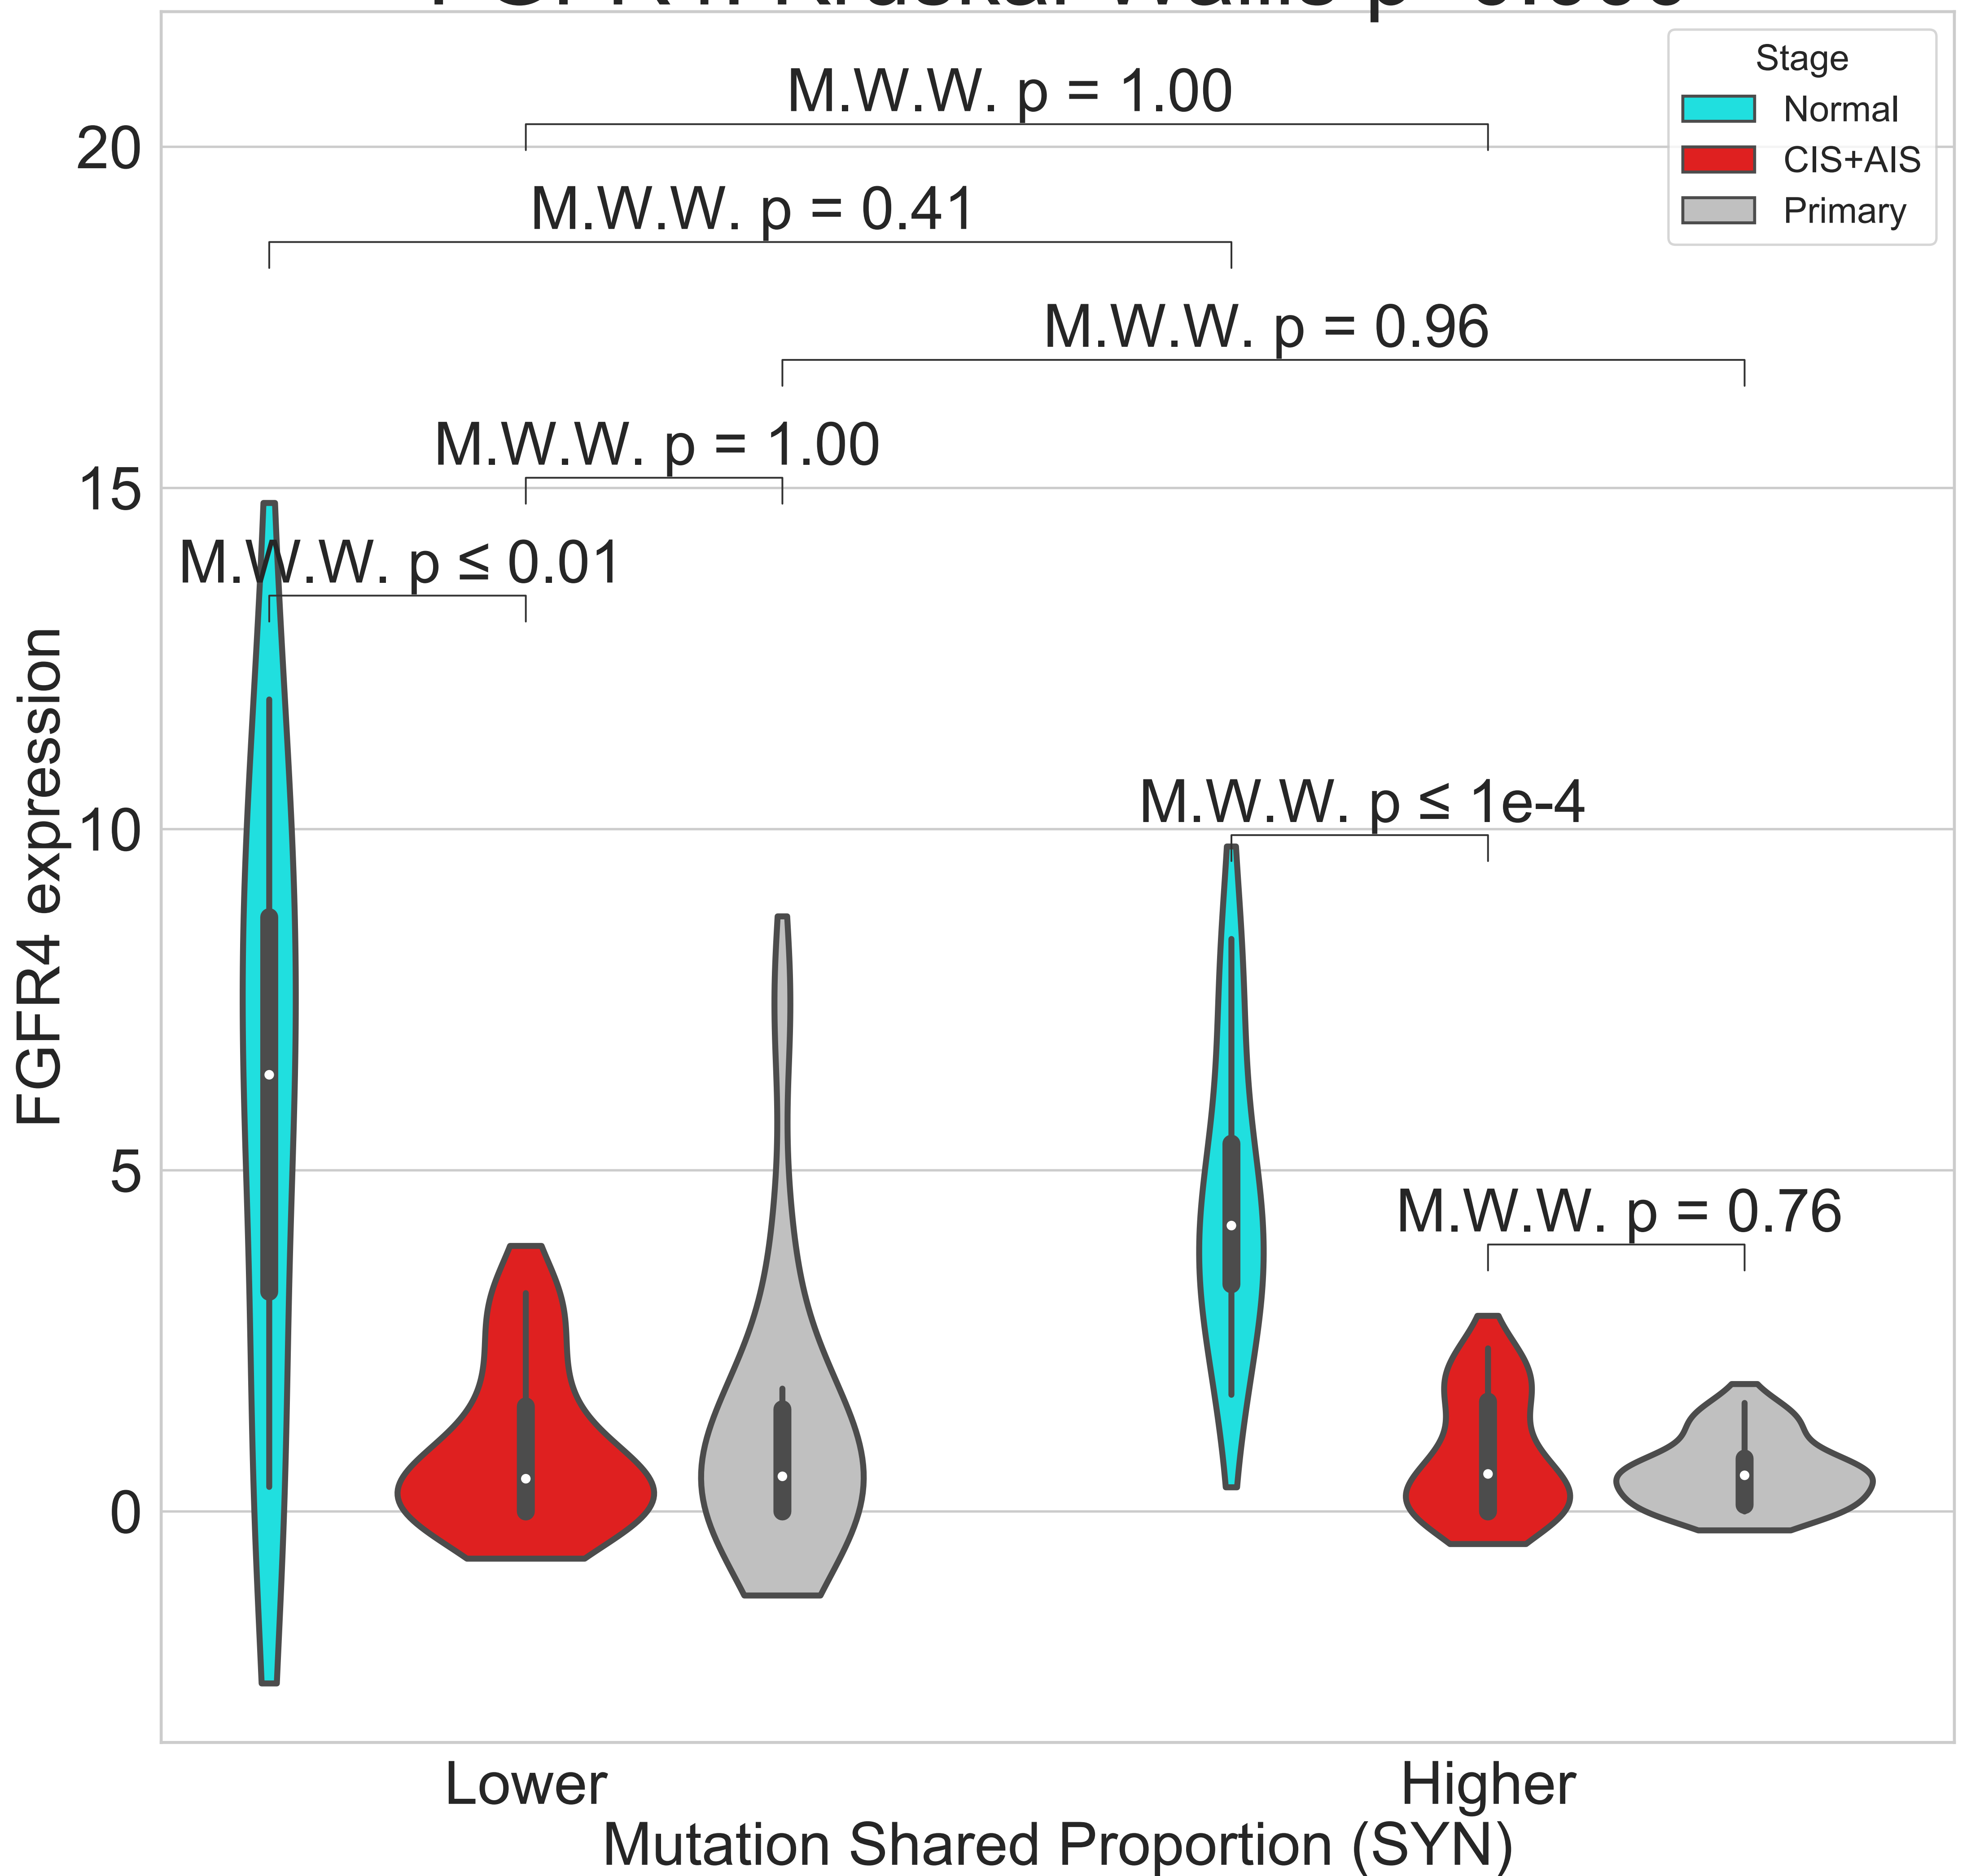 Stage
Normal
CIS+AIS
Primary
M.W.W. p = 1.00
M.W.W. p = 0.41
M.W.W. p = 0.96
M.W.W. p = 1.00
M.W.W. p ≤ 0.01
M.W.W. p ≤ 1e-4
M.W.W. p = 0.76
20
15
10
5
0
FGFR4 expression
Lower
Higher
Mutation Shared Proportion (SYN)